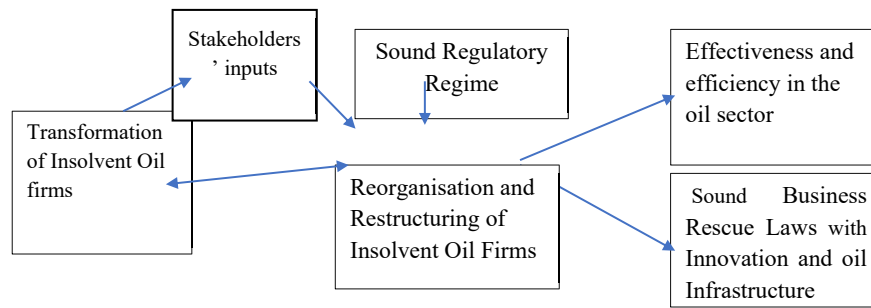 Stakeholders
’ inputs
Sound Regulatory
Regime
Effectiveness and
efficiency in the
oil sector
Transformation
of Insolvent Oil
firms
Reorganisation and
Restructuring of
Insolvent Oil Firms
Sound Business
Rescue Laws with
Innovation and oil
Infrastructure